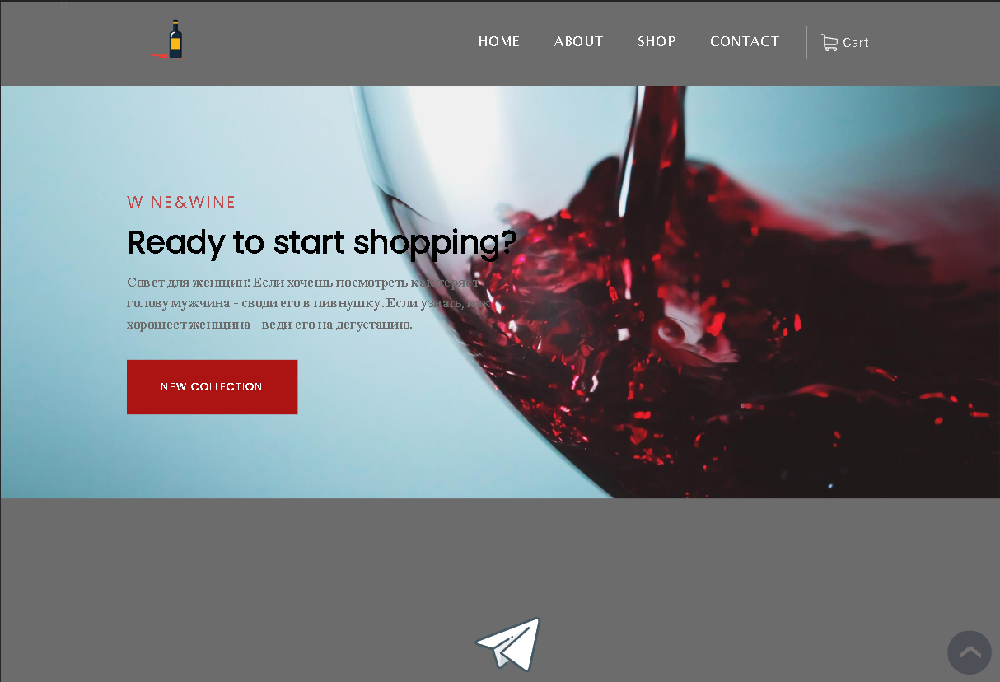 HOME ABOUT SHOP CONTACT Cart
WINE&WINE
Ready to start shopping?
Совет для женщин: Если хочешь посмотреть как теряет
голову мужчина - своди его в пивнушку. Если узнать, как
хорошеет женщина - веди его на дегустацию.
NEW COLLECTION